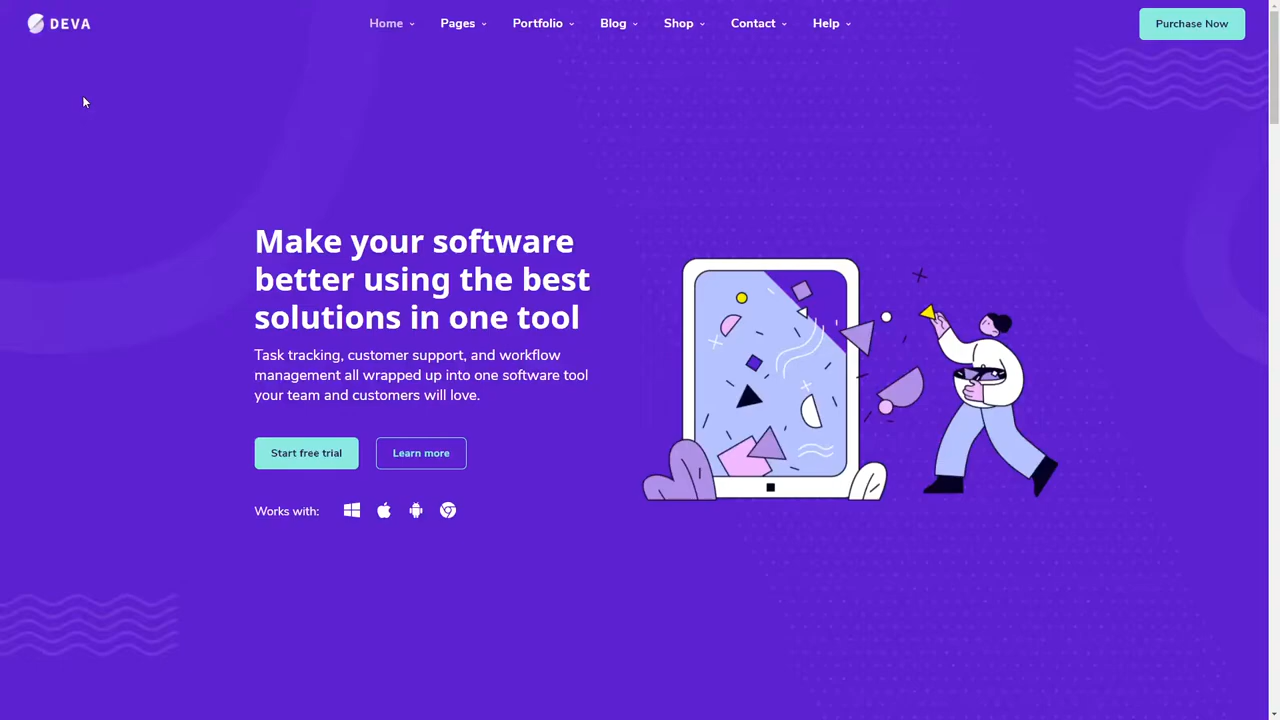 DEVA
Home
Pages
Portfolio
Blog
Shop
Contact
Help
Purchase Now
Make your software
better using the best
solutions in one tool
Task tracking, customer support, and workflow
management all wrapped up into one software tool
your team and customers will love.
Start free trial
Learn more
Works with: